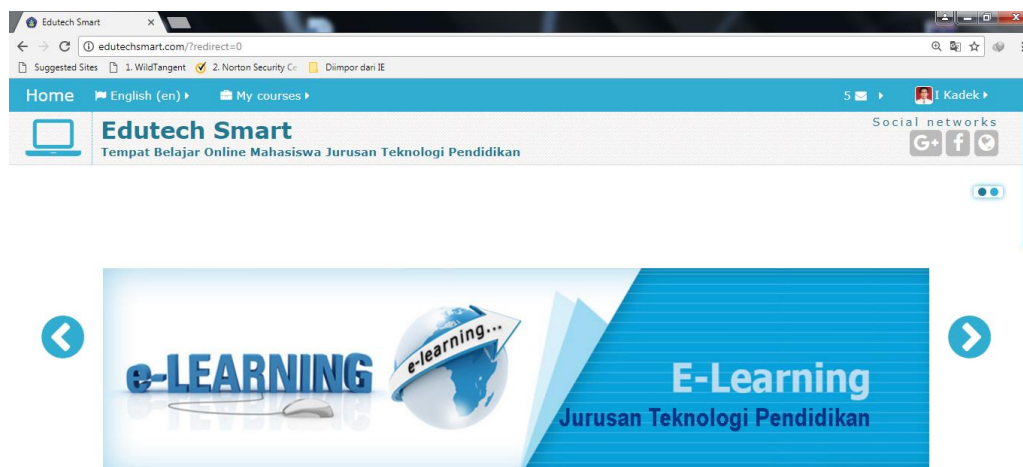 Edutech Smart
edutechsmart.com/?redirect=0
Suggested Sites 1. WildTangent 2. Norton Security Ce Diimpor dari IE
Home English (en) My courses 5 I Kadek
Edutech Smart
Tempat Belajar Online Mahasiswa Jurusan Teknologi Pendidikan
Social networks
G+ f
e-LEARNING
e-learning...
E-Learning
Jurusan Teknologi Pendidikan